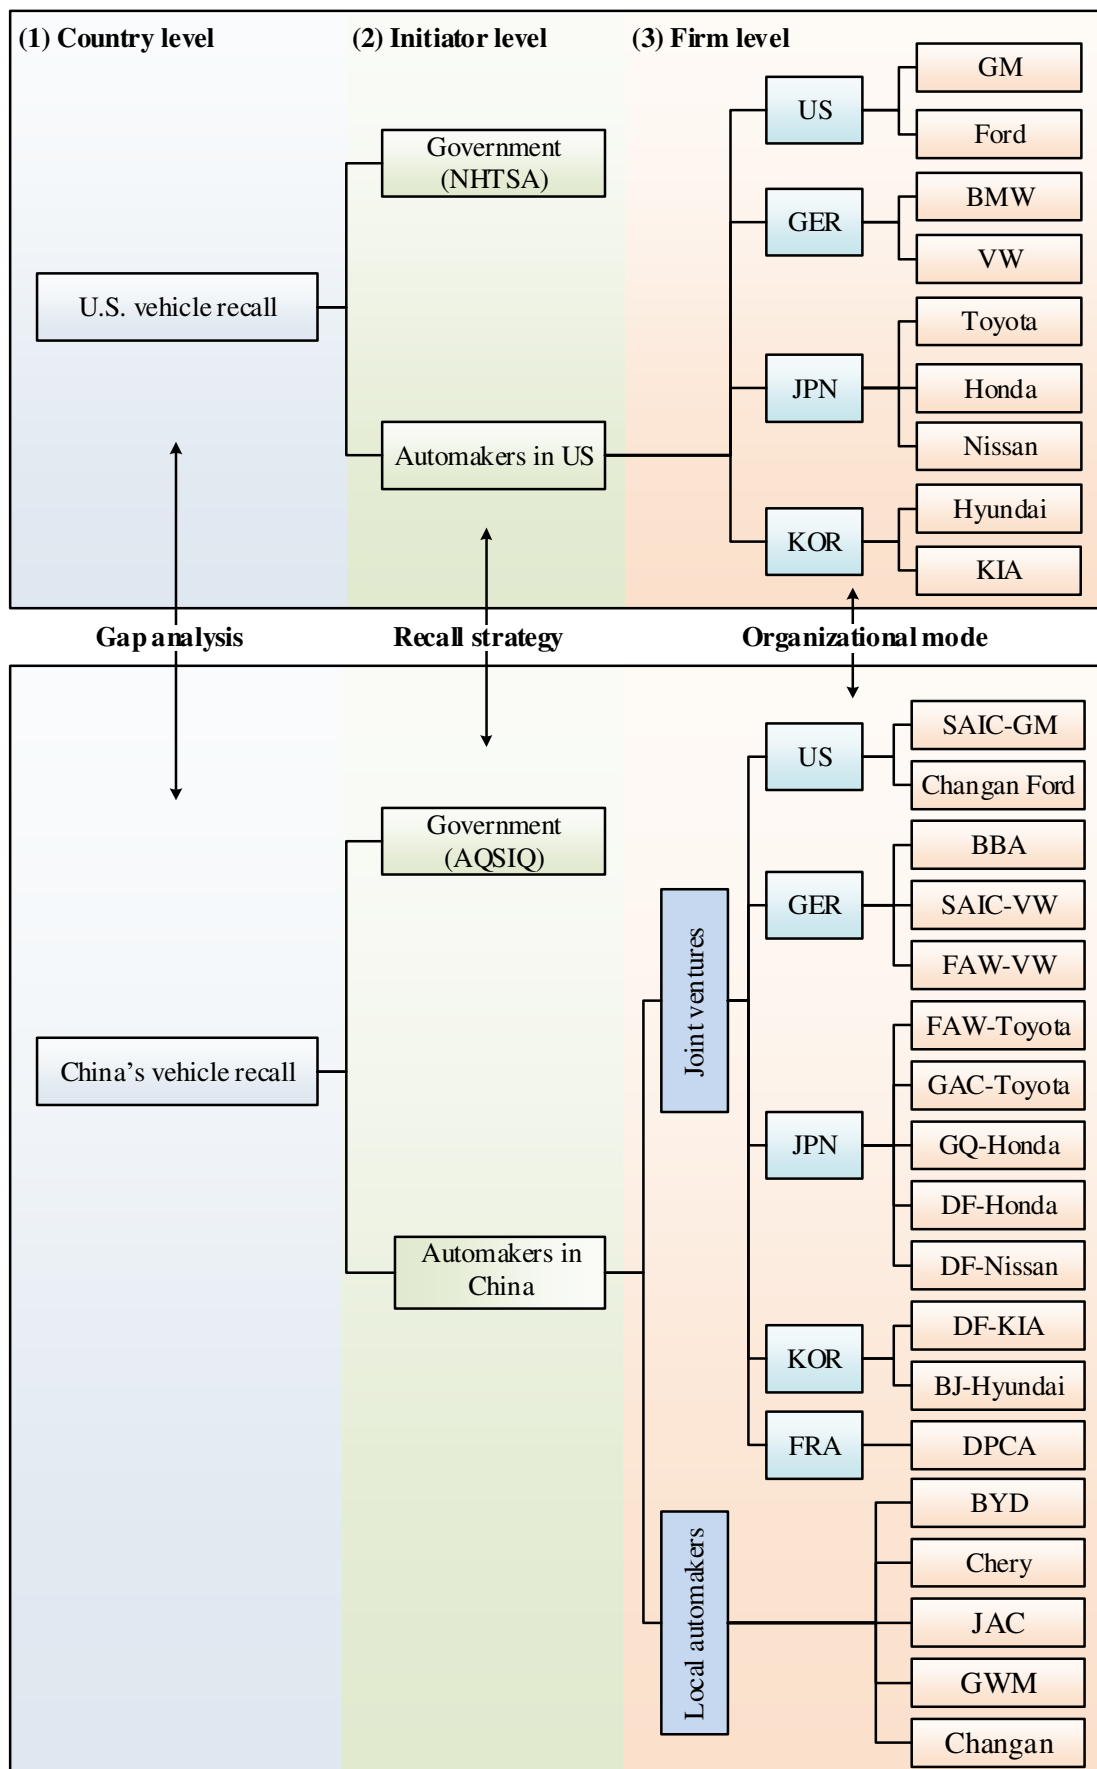 (1) Country level
(2) Initiator level
(3) Firm level
U.S. vehicle recall
Government
(NHTSA)
Automakers in US
US
GM
Ford
GER
BMW
VW
JPN
Toyota
Honda
Nissan
KOR
Hyundai
KIA
Gap analysis
Recall strategy
Organizational mode
China's vehicle recall
Government
(AQSIQ)
Automakers in
China
Joint ventures
US
SAIC-GM
Changan Ford
GER
BBA
SAIC-VW
FAW-VW
JPN
FAW-Toyota
GAC-Toyota
GQ-Honda
DF-Honda
DF-Nissan
KOR
DF-KIA
BJ-Hyundai
FRA
DPCA
Local automakers
BYD
Chery
JAC
GWM
Changan